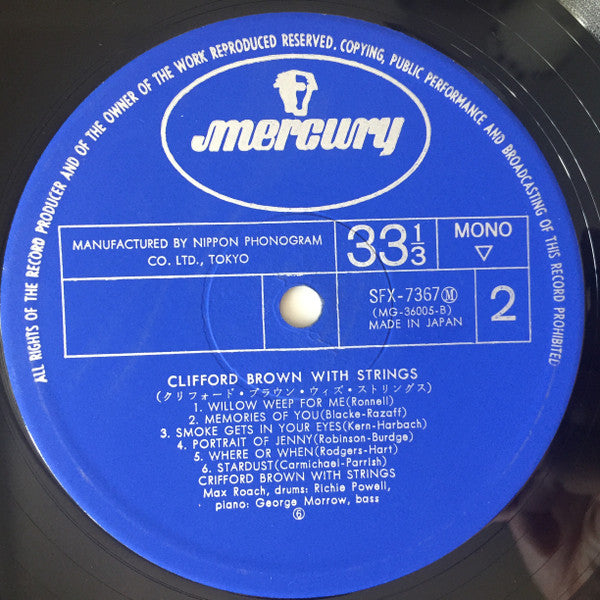 ALL RIGHTS OF THE RECORD PRODUCER AND OF THE OWNER OF THE WORK REPRODUCED RESERVED. COPYING, PUBLIC PERFORMANCE AND BROADCASTING OF THIS RECORD PROHIBITED
mercury
MANUFACTURED BY NIPPON PHONOGRAM
CO. LTD., TOKYO
33 1/3
MONO
▽
SFX-7367Ⓜ
(MG-36005-B)
MADE IN JAPAN
2
CLIFFORD BROWN WITH STRINGS
(クリフォード・ブラウン・ウィズ・ストリングス)
1. WILLOW WEEP FOR ME(Ronnell)
2. MEMORIES OF YOU(Blacke-Razaff)
3. SMOKE GETS IN YOUR EYES(Kern-Harbach)
4. PORTRAIT OF JENNY(Robinson-Burdge)
5. WHERE OR WHEN(Rodgers-Hart)
6. STARDUST(Carmichael-Parrish)
CRIFFORD BROWN WITH STRINGS
Max Roach, drums: Richie Powell,
piano: George Morrow, bass
⑥